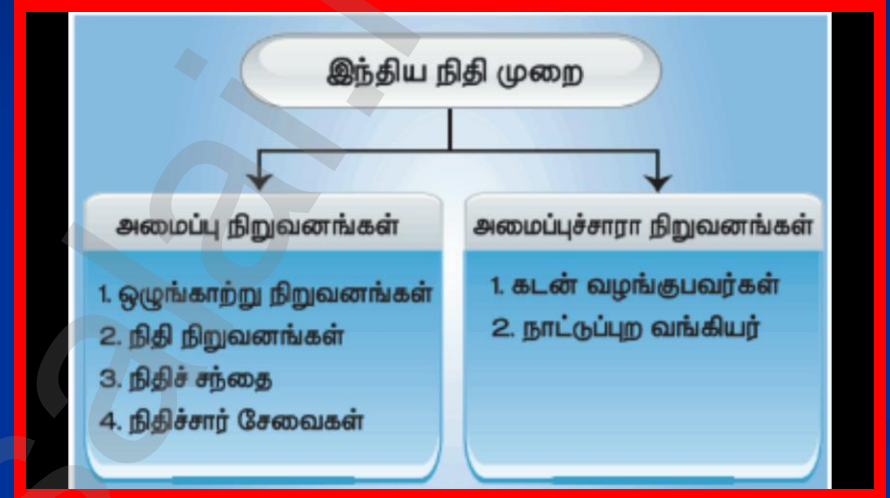 இந்திய நிதி முறை
அமைப்பு நிறுவனங்கள்
1. ஒழுங்காற்று நிறுவனங்கள்
2. நிதி நிறுவனங்கள்
3. நிதிச் சந்தை
4. நிதிச்சார் சேவைகள்
அமைப்புச்சாரா நிறுவனங்கள்
1. கடன் வழங்குபவர்கள்
2. நாட்டுப்புற வங்கியர்